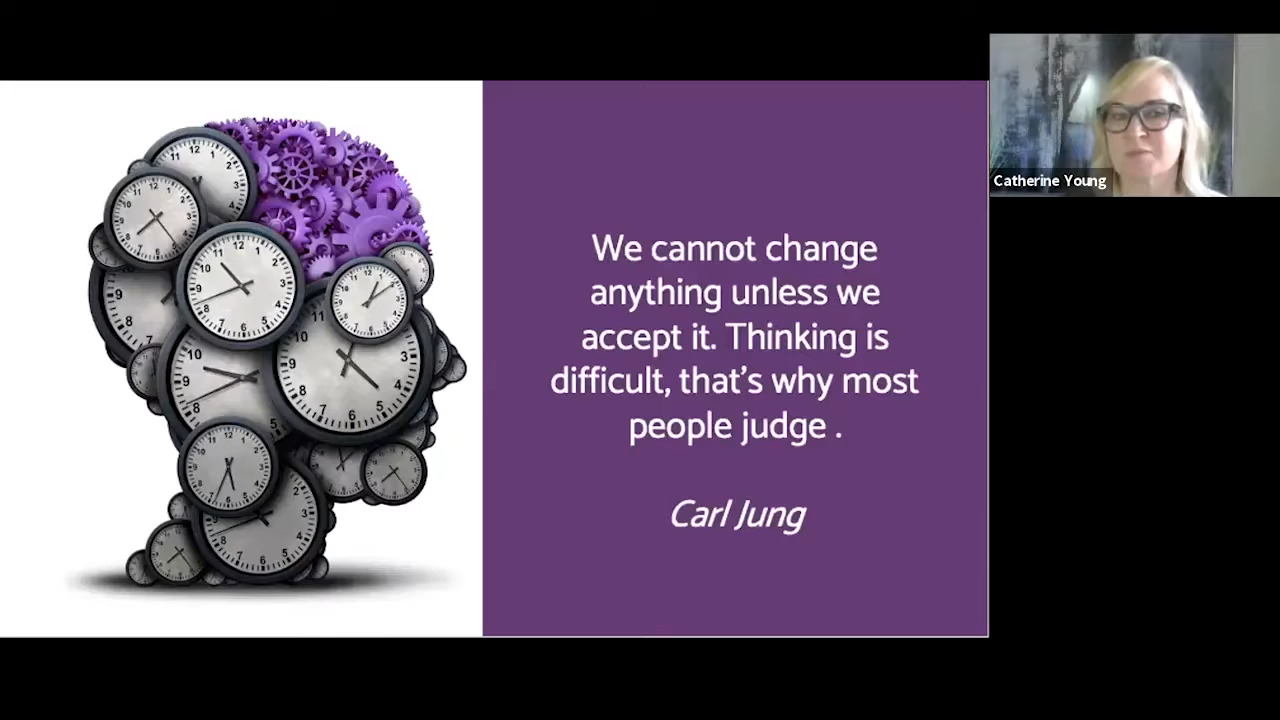 We cannot change
anything unless we
accept it. Thinking is
difficult, that's why most
people judge .
Carl Jung
Catherine Young